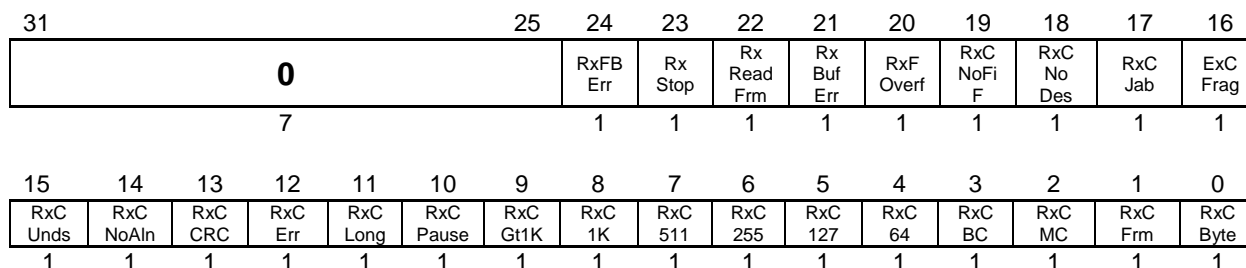 31 25 24 23 22 21 20 19 18 17 16
0 RxFB Err Rx Stop Rx Read Frm Rx Buf Err RxF Overf RxC NoFi F RxC No Des RxC Jab ExC Frag
7 1 1 1 1 1 1 1 1 1
15 14 13 12 11 10 9 8 7 6 5 4 3 2 1 0
RxC Unds RxC NoAln RxC CRC RxC Err RxC Long RxC Pause RxC Gt1K RxC 1K RxC 511 RxC 255 RxC 127 RxC 64 RxC BC RxC MC RxC Frm RxC Byte
1 1 1 1 1 1 1 1 1 1 1 1 1 1 1 1